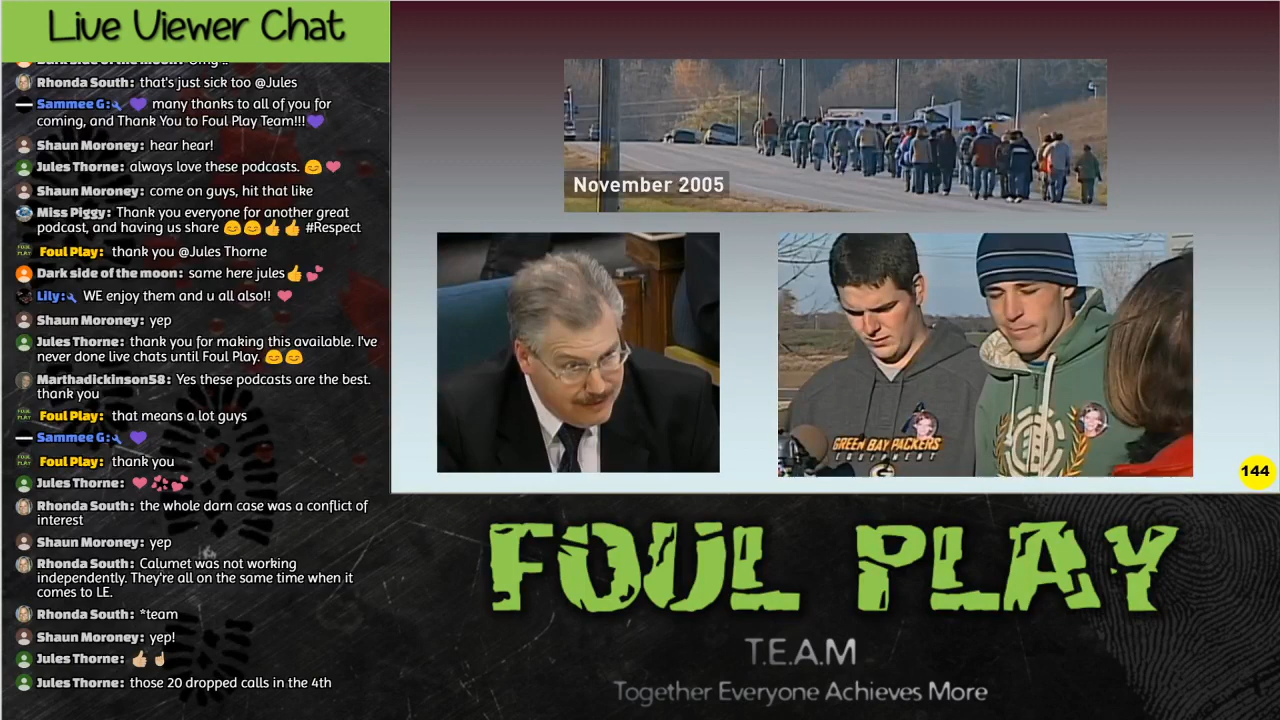 Live Viewer Chat
Rhonda South: that's just sick too @Jules
Sammee G: 💜 many thanks to all of you for
coming, and Thank You to Foul Play Team!!! 💜
Shaun Moroney: hear hear!
Jules Thorne: always love these podcasts. 😊 ❤
Shaun Moroney: come on guys, hit that like
Miss Piggy: Thank you everyone for another great
podcast, and having us share 😊 😊 👍 👍 #Respect
Foul Play: thank you @Jules Thorne
Dark side of the moon: same here jules 👍 💕
Lily: WE enjoy them and u all also!! ❤
Shaun Moroney: yep
Jules Thorne: thank you for making this available. I've
never done live chats until Foul Play. 😊 😊
Marthadickinson58: Yes these podcasts are the best.
thank you
Foul Play: that means a lot guys
Sammee G: 💜
Foul Play: thank you
Jules Thorne: ❤ 💞 💕
Rhonda South: the whole darn case was a conflict of
interest
Shaun Moroney: yep
Rhonda South: Calumet was not working
independently. They're all on the same time when it
comes to LE.
Rhonda South: *team
Shaun Moroney: yep!
Jules Thorne: 👍 ☝
Jules Thorne: those 20 dropped calls in the 4th
November 2005
GREEN BAY PACKERS
EQUIPMENT
G
144
FOUL PLAY
T.E.A.M
Together Everyone Achieves More